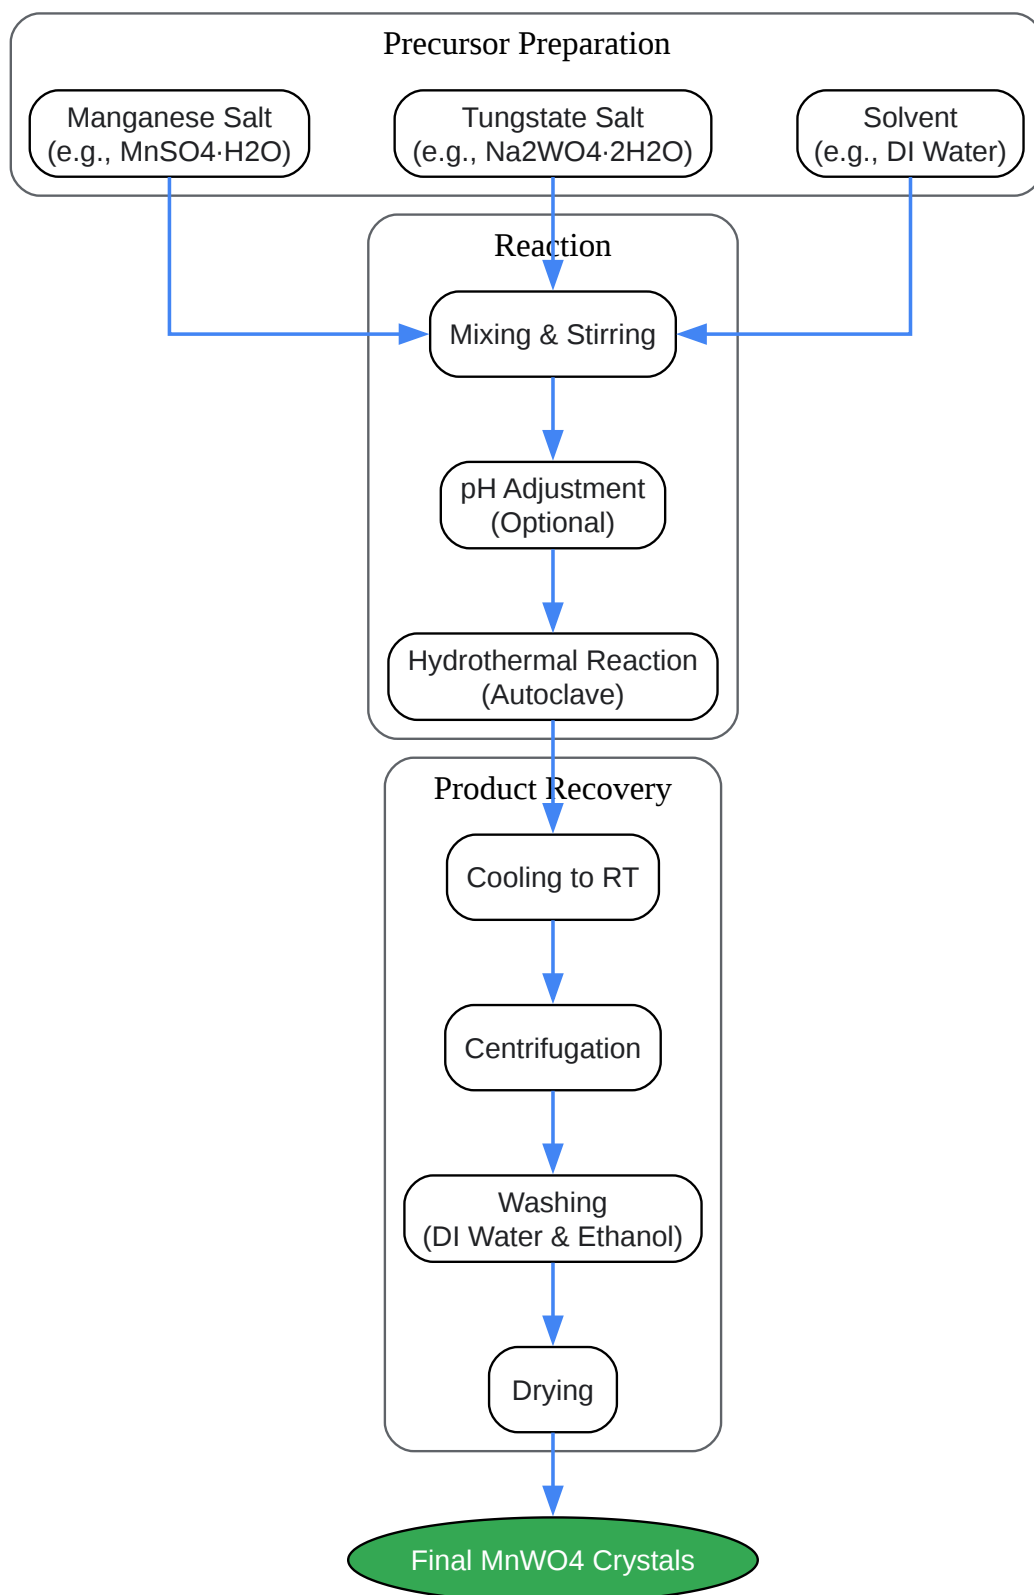 Precursor Preparation
Manganese Salt
(e.g., MnSO4·H2O)
Tungstate Salt
(e.g., Na2WO4·2H2O)
Solvent
(e.g., DI Water)
Reaction
Mixing & Stirring
pH Adjustment
(Optional)
Hydrothermal Reaction
(Autoclave)
Product Recovery
Cooling to RT
Centrifugation
Washing
(DI Water & Ethanol)
Drying
Final MnWO4 Crystals